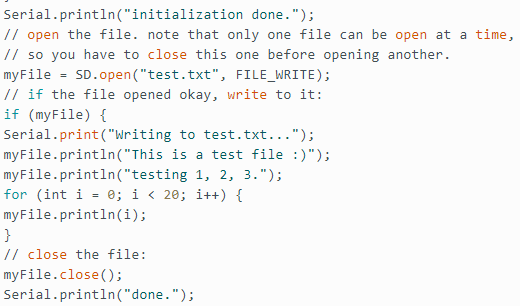 }
Serial.println("initialization done.");
// open the file. note that only one file can be open at a time,
// so you have to close this one before opening another.
myFile = SD.open("test.txt", FILE_WRITE);
// if the file opened okay, write to it:
if (myFile) {
Serial.print("Writing to test.txt...");
myFile.println("This is a test file :)");
myFile.println("testing 1, 2, 3.");
for (int i = 0; i < 20; i++) {
myFile.println(i);
}
// close the file:
myFile.close();
Serial.println("done.");